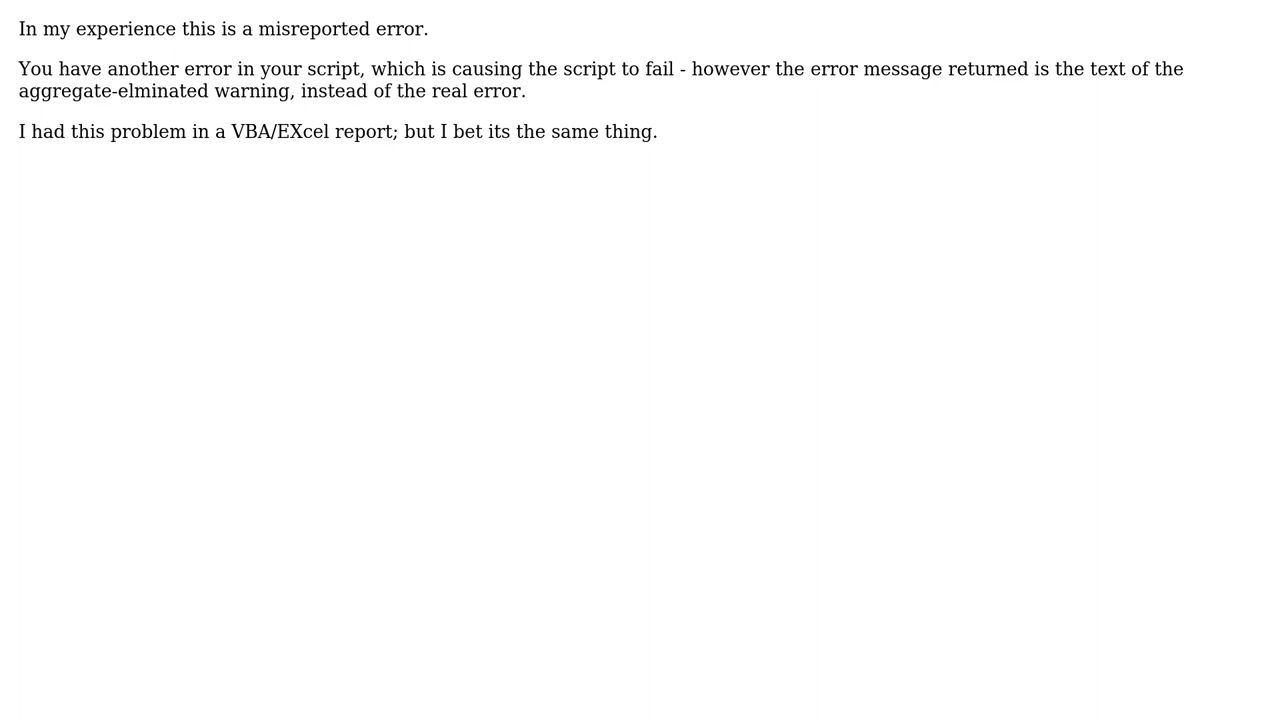 In my experience this is a misreported error.
You have another error in your script, which is causing the script to fail - however the error message returned is the text of the
aggregate-elminated warning, instead of the real error.
I had this problem in a VBA/EXcel report; but I bet its the same thing.